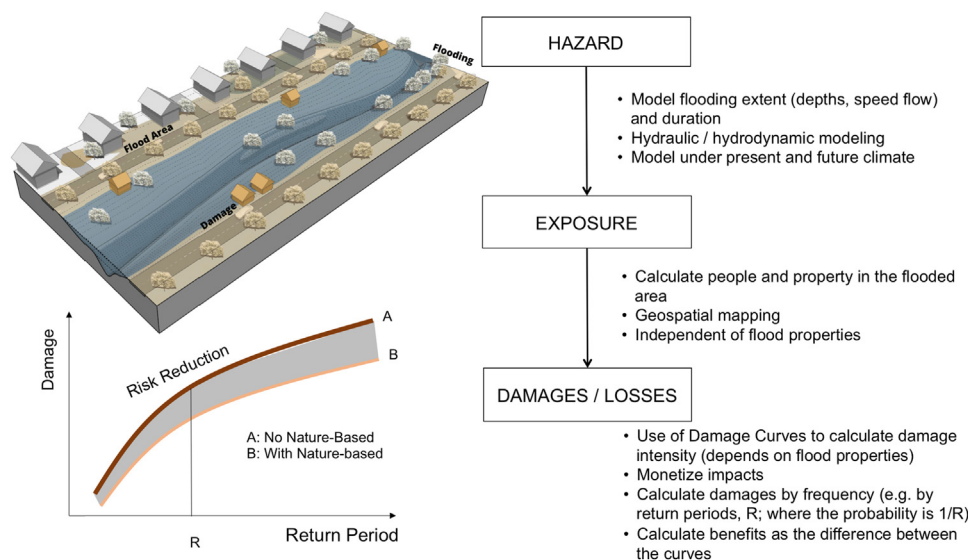 Flooding
Flood Area
Damage
HAZARD
• Model flooding extent (depths, speed flow)
and duration
• Hydraulic / hydrodynamic modeling
• Model under present and future climate
EXPOSURE
• Calculate people and property in the flooded
area
• Geospatial mapping
• Independent of flood properties
DAMAGES / LOSSES
• Use of Damage Curves to calculate damage
intensity (depends on flood properties)
• Monetize impacts
• Calculate damages by frequency (e.g. by
return periods, R; where the probability is 1/R)
• Calculate benefits as the difference between
the curves
Damage
Risk Reduction
A
B
A: No Nature-Based
B: With Nature-based
Return Period
R